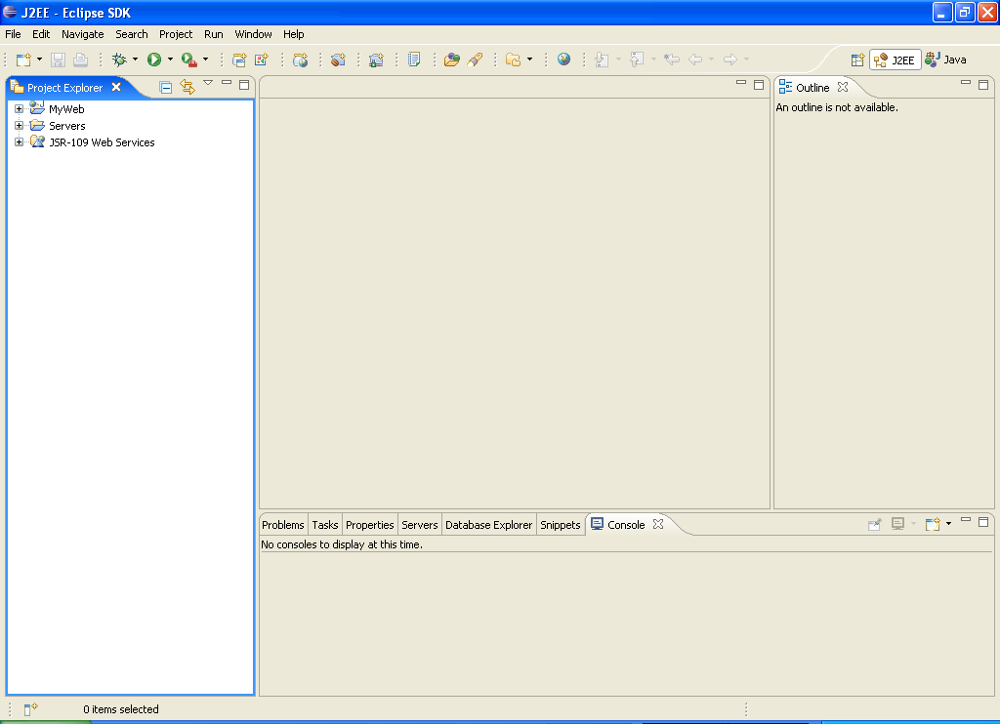 J2EE - Eclipse SDK
File Edit Navigate Search Project Run Window Help
J2EE Java
Project Explorer
MyWeb
Servers
JSR-109 Web Services
Outline
An outline is not available.
Problems Tasks Properties Servers Database Explorer Snippets Console
No consoles to display at this time.
0 items selected